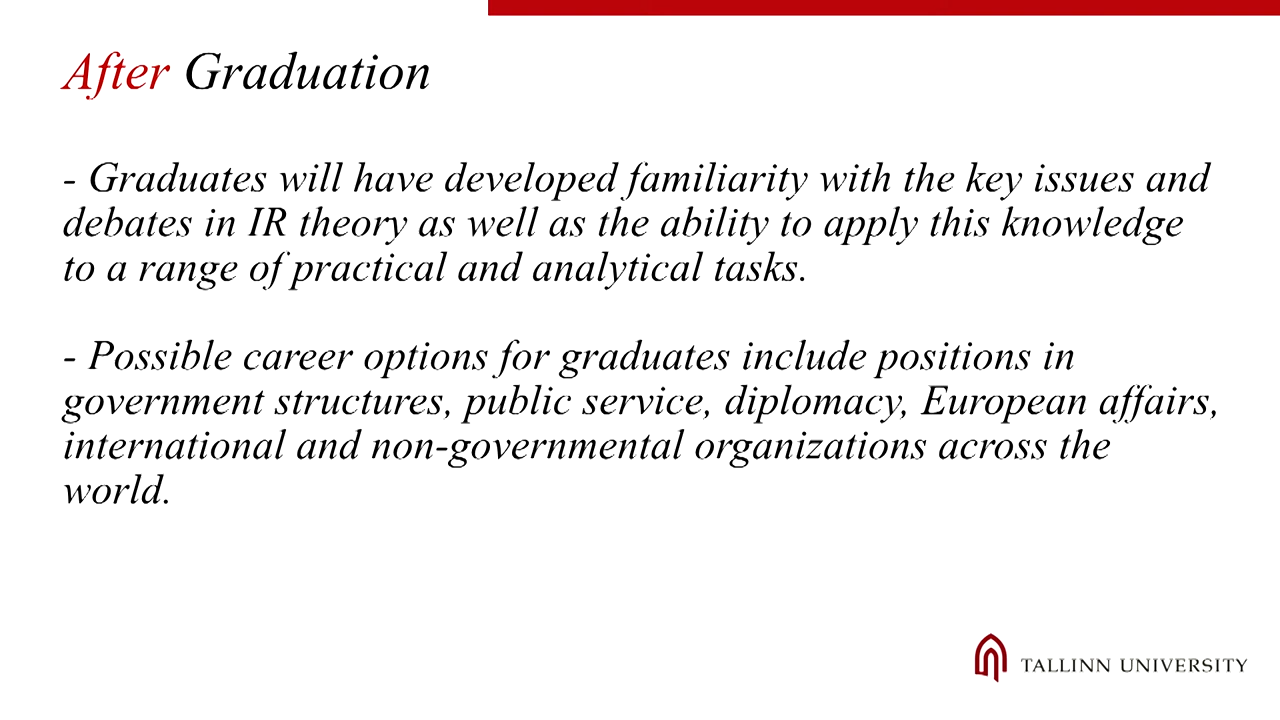 After Graduation
- Graduates will have developed familiarity with the key issues and
debates in IR theory as well as the ability to apply this knowledge
to a range of practical and analytical tasks.
- Possible career options for graduates include positions in
government structures, public service, diplomacy, European affairs,
international and non-governmental organizations across the
world.
TALLINN UNIVERSITY